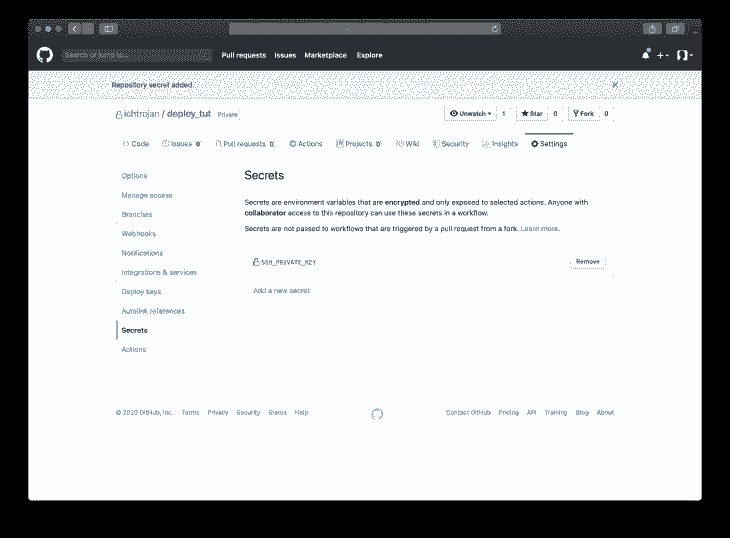 Search or jump to...
Pull requests Issues Marketplace Explore
Repository secret added.
ichtrojan / deploy_tut Private
Unwatch 1 Star 0 Fork 0
Code Issues 0 Pull requests 0 Actions Projects 0 Wiki Security Insights Settings
Options
Manage access
Branches
Webhooks
Notifications
Integrations & services
Deploy keys
Autolink references
Secrets
Actions
Secrets
Secrets are environment variables that are encrypted and only exposed to selected actions. Anyone with
collaborator access to this repository can use these secrets in a workflow.
Secrets are not passed to workflows that are triggered by a pull request from a fork. Learn more.
SSH_PRIVATE_KEY Remove
Add a new secret
© 2020 GitHub, Inc. Terms Privacy Security Status Help
Contact GitHub Pricing API Training Blog About